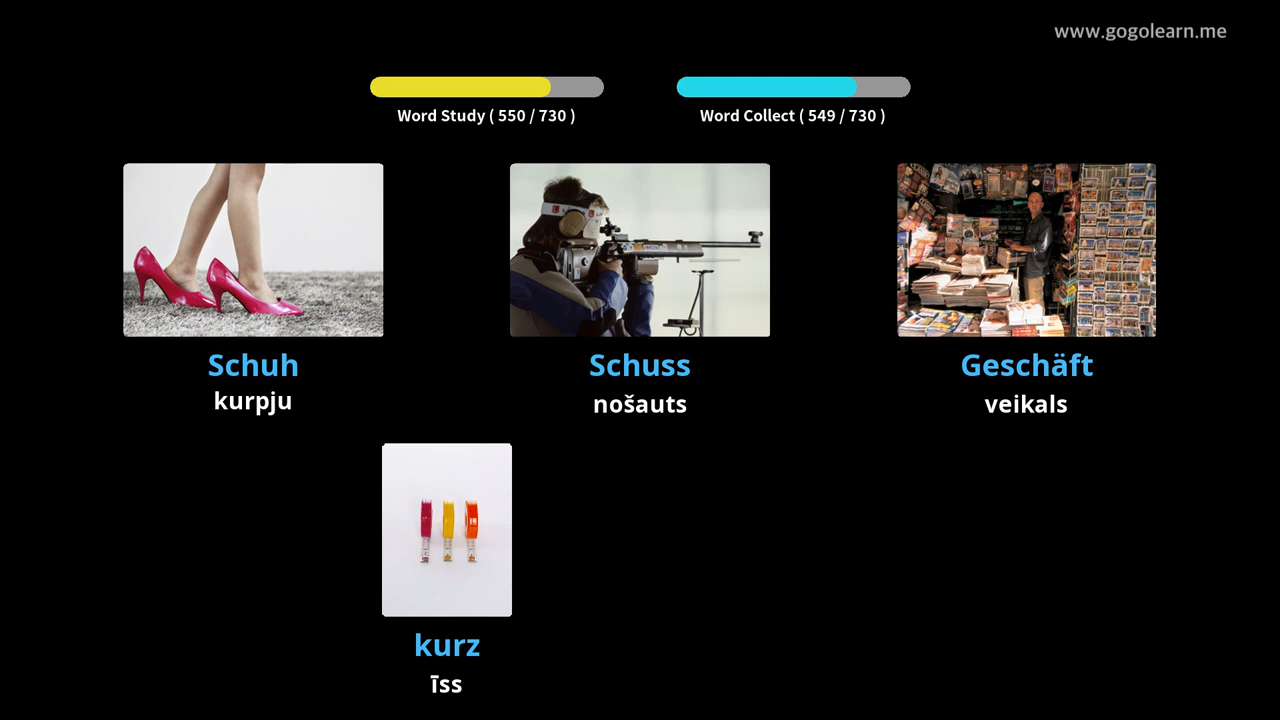 www.gogolearn.me
Word Study ( 550 / 730 )
Word Collect ( 549 / 730 )
Schuh
kurpju
Schuss
nošauts
Geschäft
veikals
kurz
īss